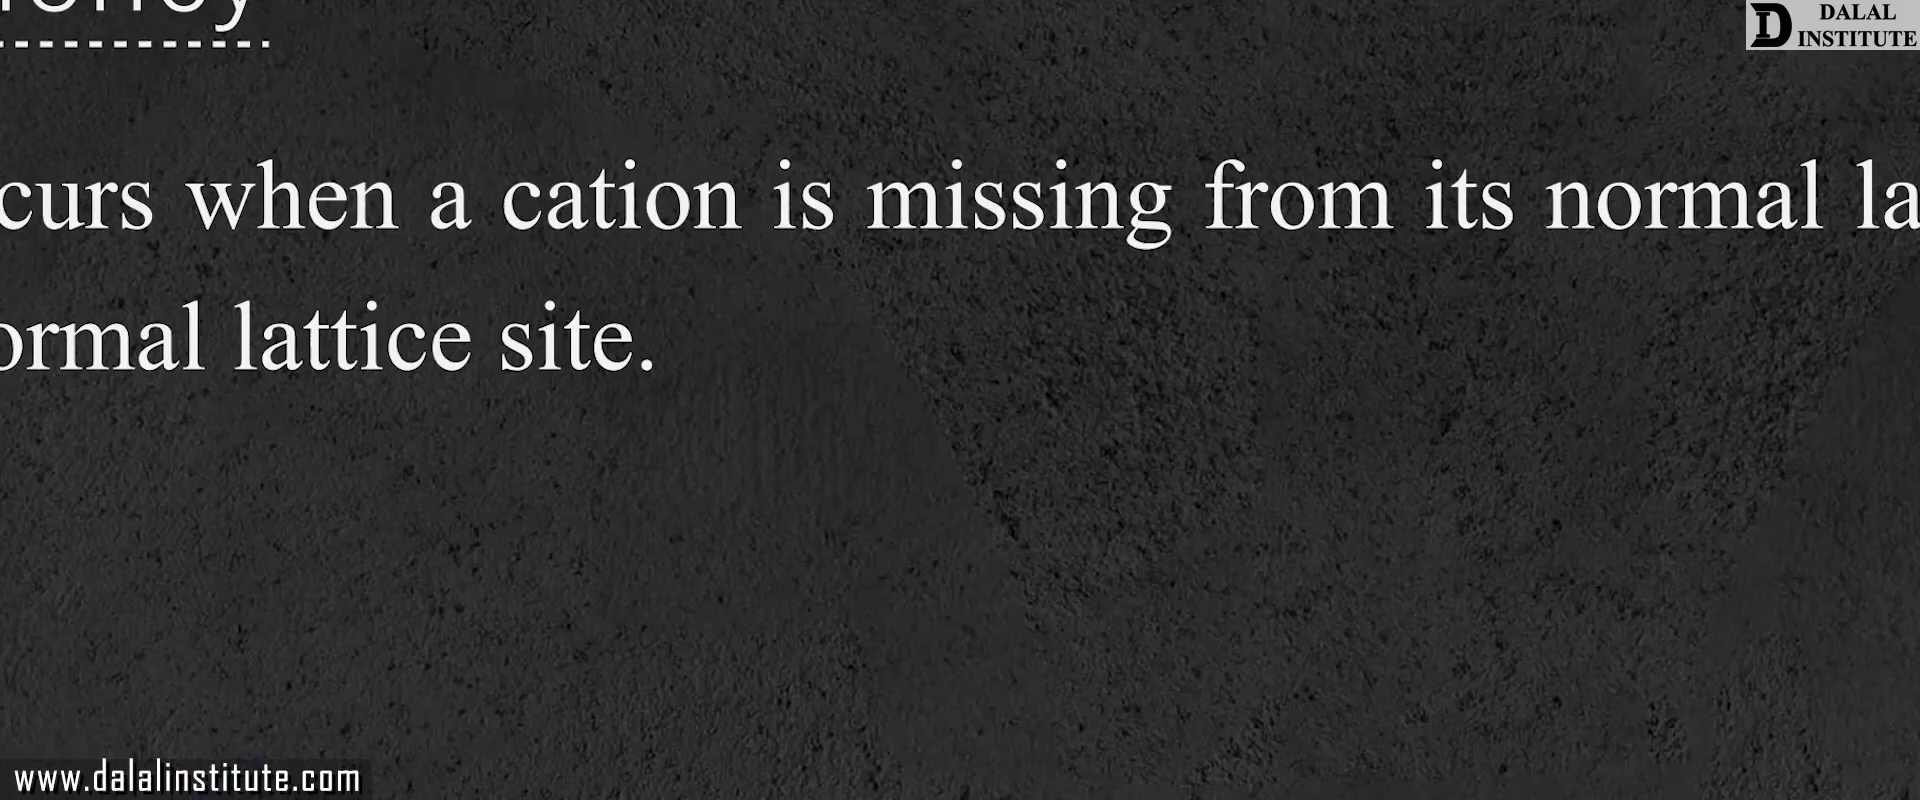 DALAL
INSTITUTE
curs when a cation is missing from its normal la
ormal lattice site.
www.dalalinstitute.com